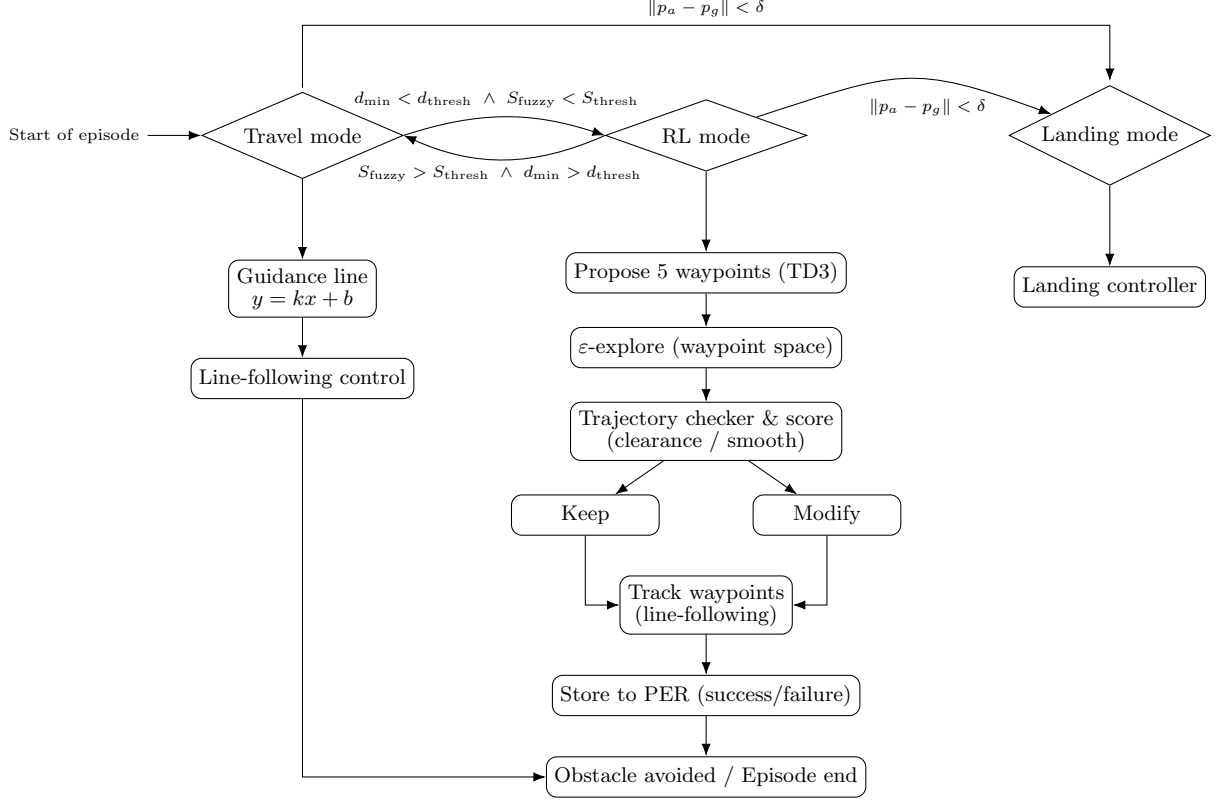 ‖p_a − p_g‖ < δ
d_min < d_thresh ∧ S_fuzzy < S_thresh
‖p_a − p_g‖ < δ
Start of episode
Travel mode
RL mode
Landing mode
S_fuzzy > S_thresh ∧ d_min > d_thresh
Guidance line
y = kx + b
Propose 5 waypoints (TD3)
Landing controller
ε-explore (waypoint space)
Line-following control
Trajectory checker & score
(clearance / smooth)
Keep
Modify
Track waypoints
(line-following)
Store to PER (success/failure)
Obstacle avoided / Episode end